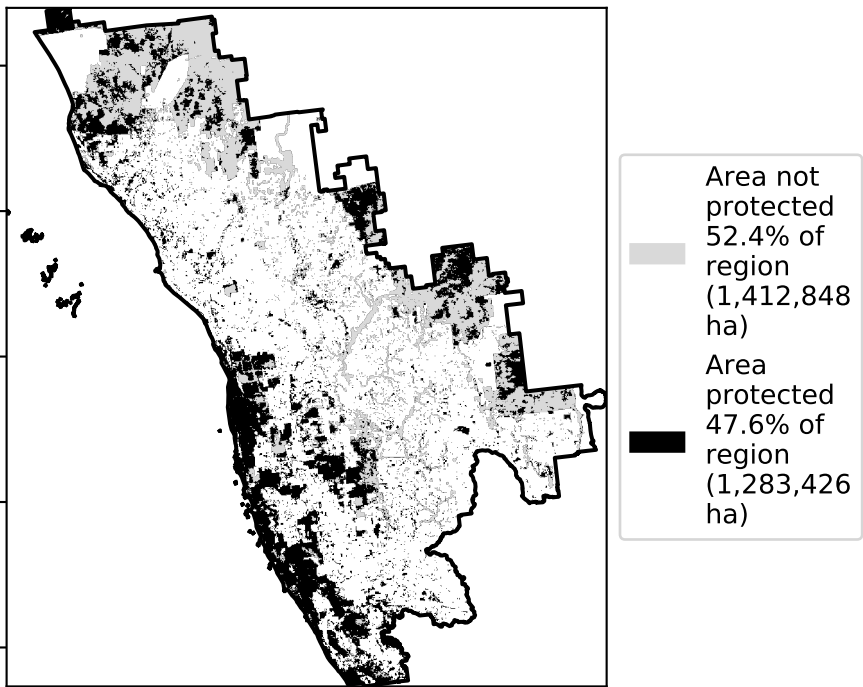 Area not
protected
52.4% of
region
(1,412,848
ha)
Area
protected
47.6% of
region
(1,283,426
ha)